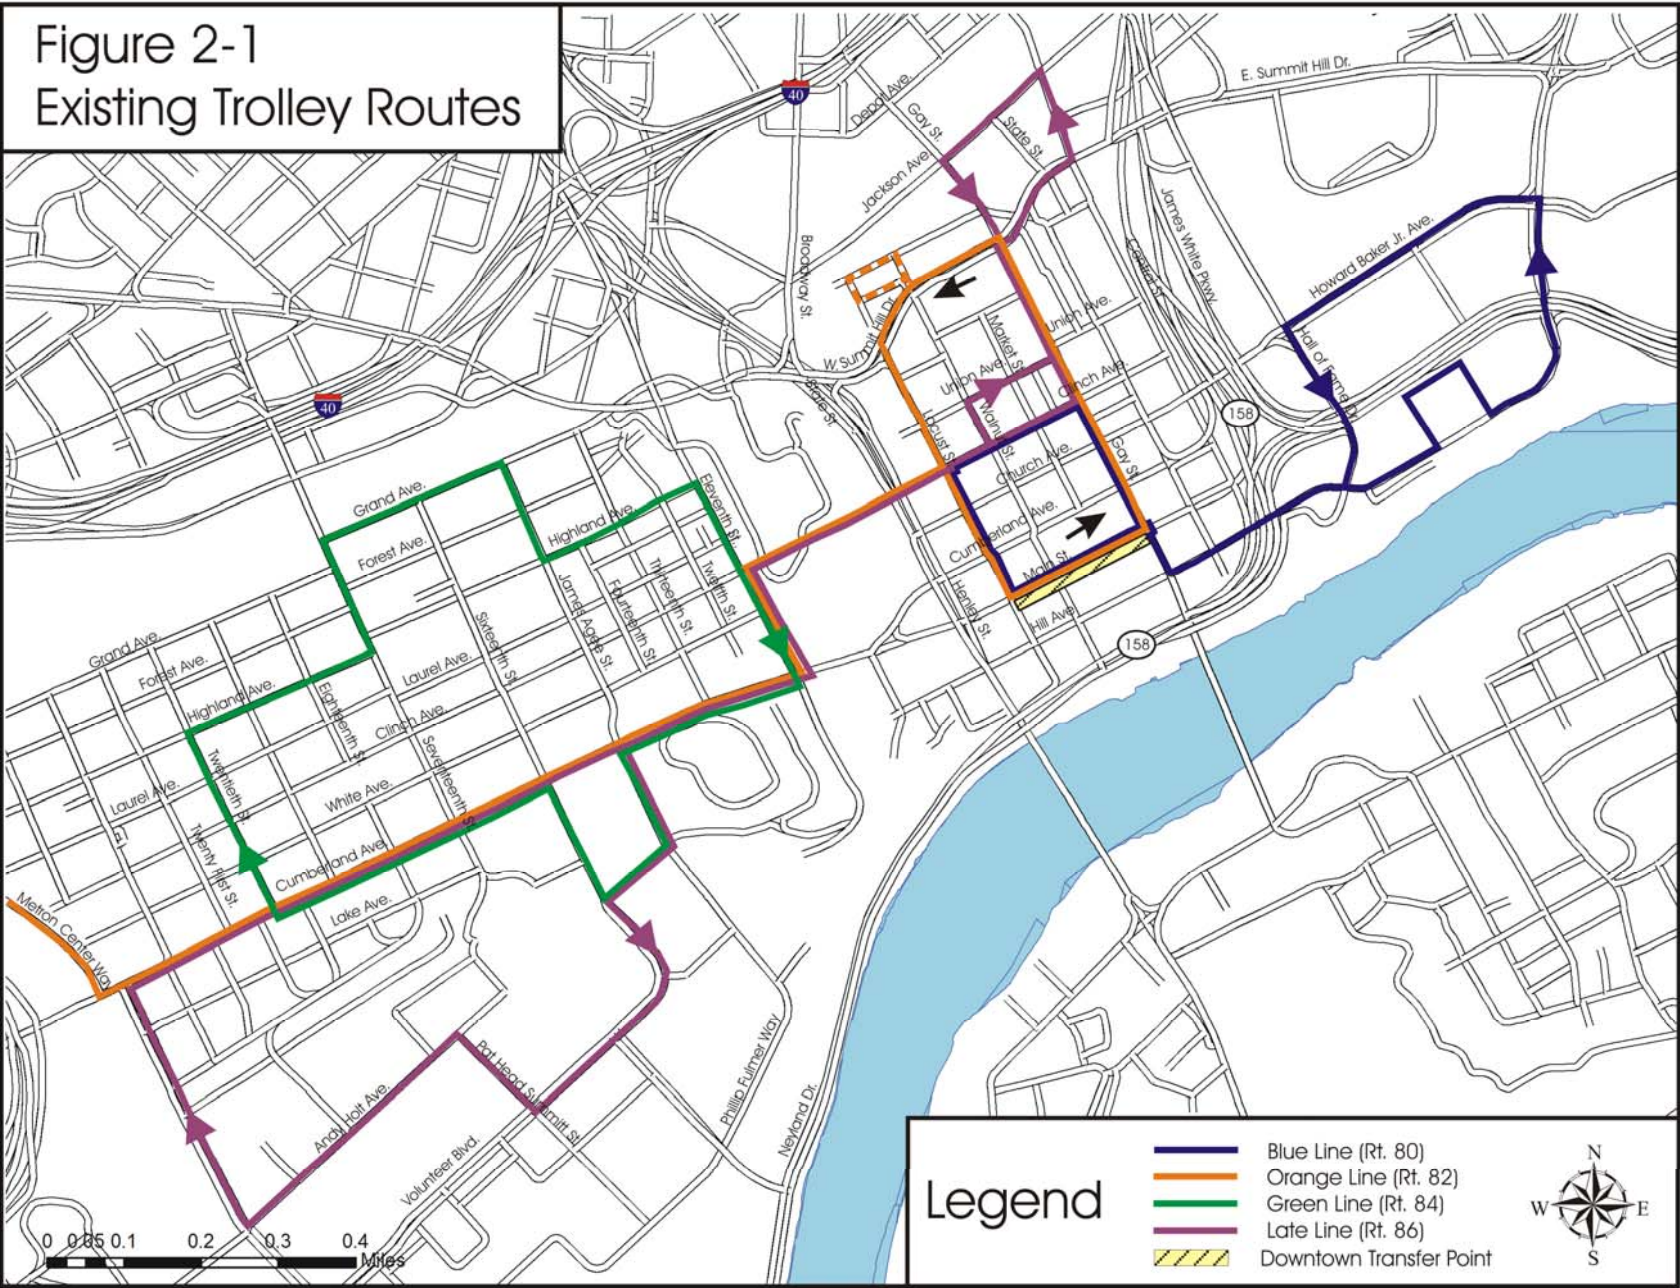 Figure 2-1
Existing Trolley Routes
40
E. Summit Hill Dr.
Depot Ave.
Gay St.
State St.
Jackson Ave.
James White Pkwy.
Howard Baker Jr. Ave.
Broadway St.
Central St.
W. Summit Hill Dr.
Union Ave.
Market St.
Hall of Fame Dr.
Union Ave.
Clinch Ave.
40
State St.
158
Walnut St.
Locust St.
Gay St.
Church Ave.
Grand Ave.
Eleventh St.
Highland Ave.
Cumberland Ave.
Forest Ave.
Main St.
Thirteenth St.
Twelfth St.
James Agee St.
Fourteenth St.
Henley St.
Hill Ave.
158
Sixteenth St.
Grand Ave.
Forest Ave.
Laurel Ave.
Highland Ave.
Eighteenth St.
Clinch Ave.
Seventeenth St.
Twentieth St.
Laurel Ave.
White Ave.
Twenty First St.
Cumberland Ave.
Lake Ave.
Metron Center Way
Pat Head Summitt St.
Phillip Fulmer Way
Andy Holt Ave.
Neyland Dr.
Volunteer Blvd.
0 0.05 0.1 0.2 0.3 0.4
Miles
Legend
Blue Line (Rt. 80)
Orange Line (Rt. 82)
Green Line (Rt. 84)
Late Line (Rt. 86)
Downtown Transfer Point
N
W E
S